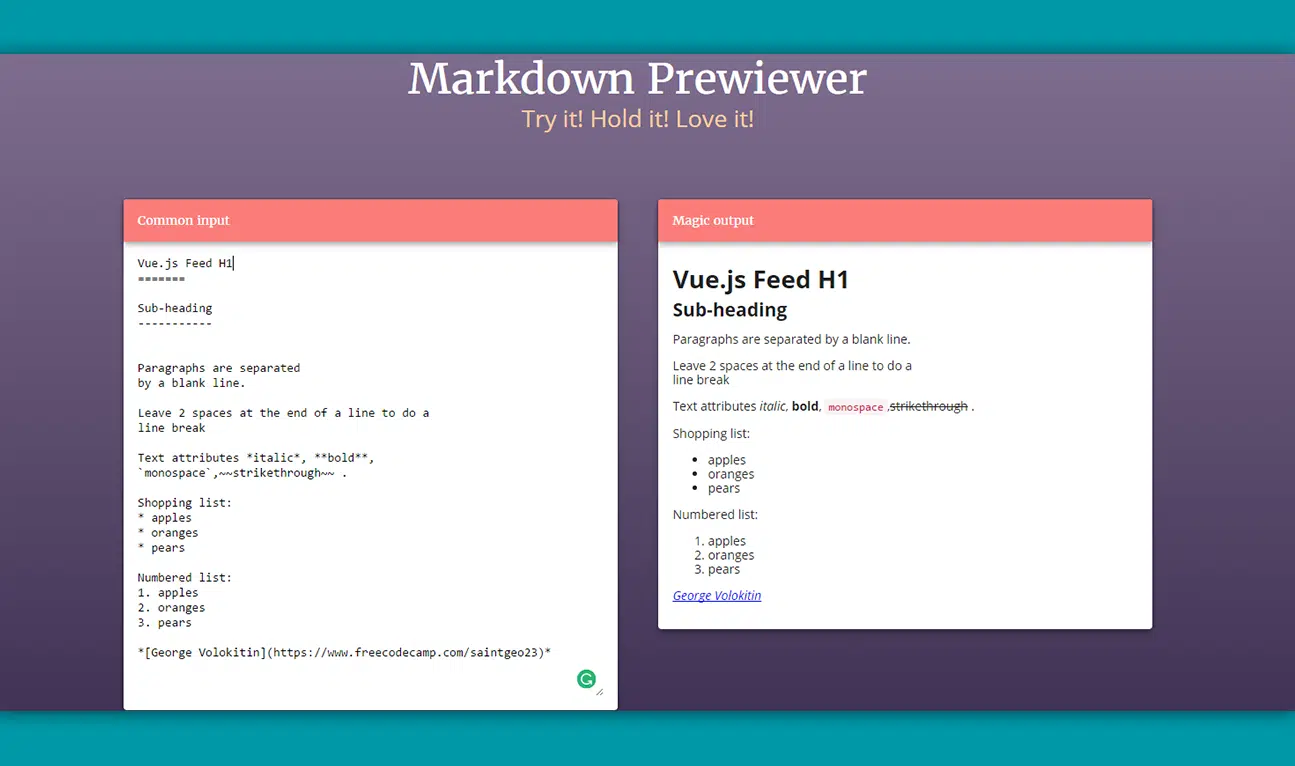 Markdown Prewiewer
Try it! Hold it! Love it!
Common input
Vue.js Feed H1
=======
Sub-heading
-----------
Paragraphs are separated
by a blank line.
Leave 2 spaces at the end of a line to do a
line break
Text attributes *italic*, **bold**,
`monospace`,~~strikethrough~~ .
Shopping list:
* apples
* oranges
* pears
Numbered list:
1. apples
2. oranges
3. pears
*[George Volokitin](https://www.freecodecamp.com/saintgeo23)*
Magic output
Vue.js Feed H1
Sub-heading
Paragraphs are separated by a blank line.
Leave 2 spaces at the end of a line to do a
line break
Text attributes italic, bold, monospace ,strikethrough .
Shopping list:
• apples
• oranges
• pears
Numbered list:
1. apples
2. oranges
3. pears
George Volokitin